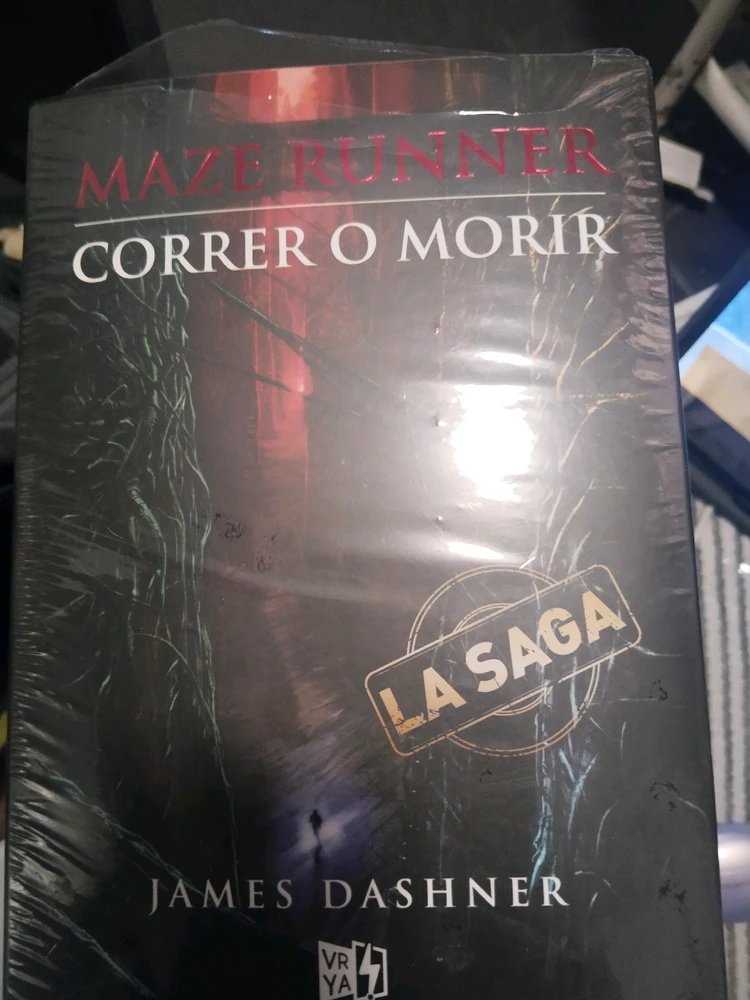 MAZE RUNNER
CORRER O MORIR
LA SAGA
JAMES DASHNER
VR
YA